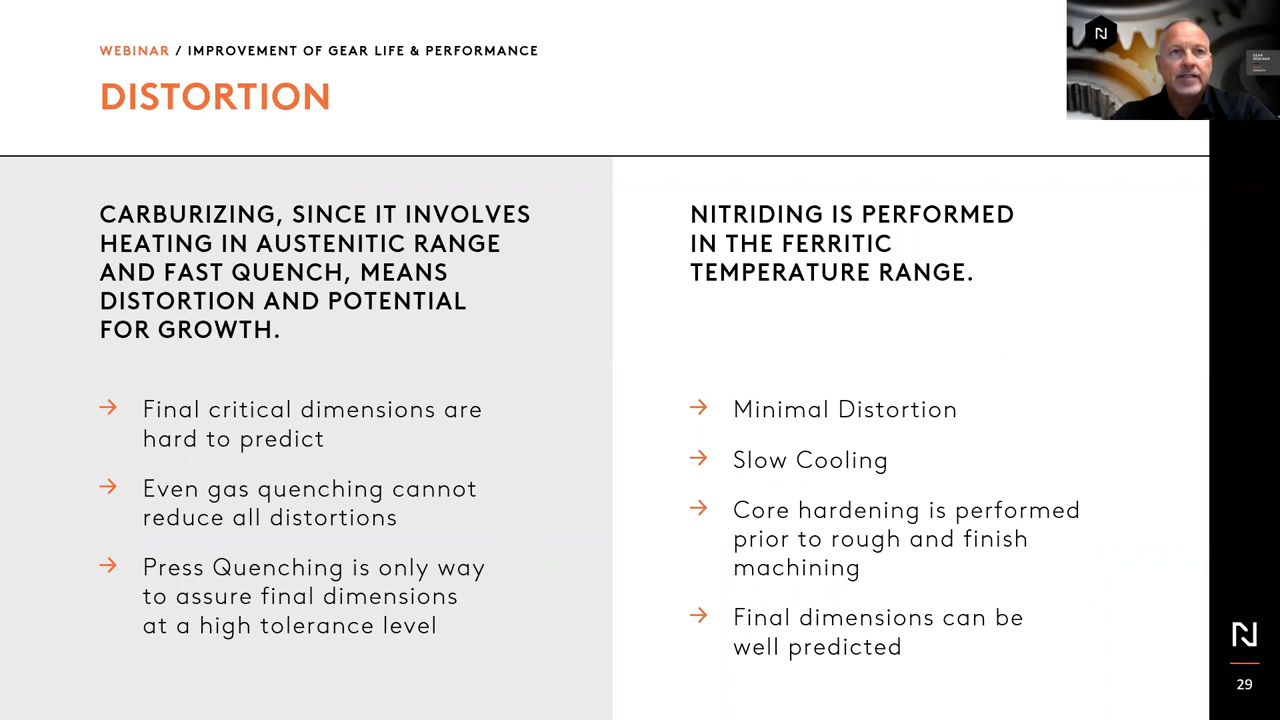 WEBINAR / IMPROVEMENT OF GEAR LIFE & PERFORMANCE
DISTORTION
CARBURIZING, SINCE IT INVOLVES
HEATING IN AUSTENITIC RANGE
AND FAST QUENCH, MEANS
DISTORTION AND POTENTIAL
FOR GROWTH.
→ Final critical dimensions are
hard to predict
→ Even gas quenching cannot
reduce all distortions
→ Press Quenching is only way
to assure final dimensions
at a high tolerance level
NITRIDING IS PERFORMED
IN THE FERRITIC
TEMPERATURE RANGE.
→ Minimal Distortion
→ Slow Cooling
→ Core hardening is performed
prior to rough and finish
machining
→ Final dimensions can be
well predicted
N
GEAR
WEBINAR
N
29